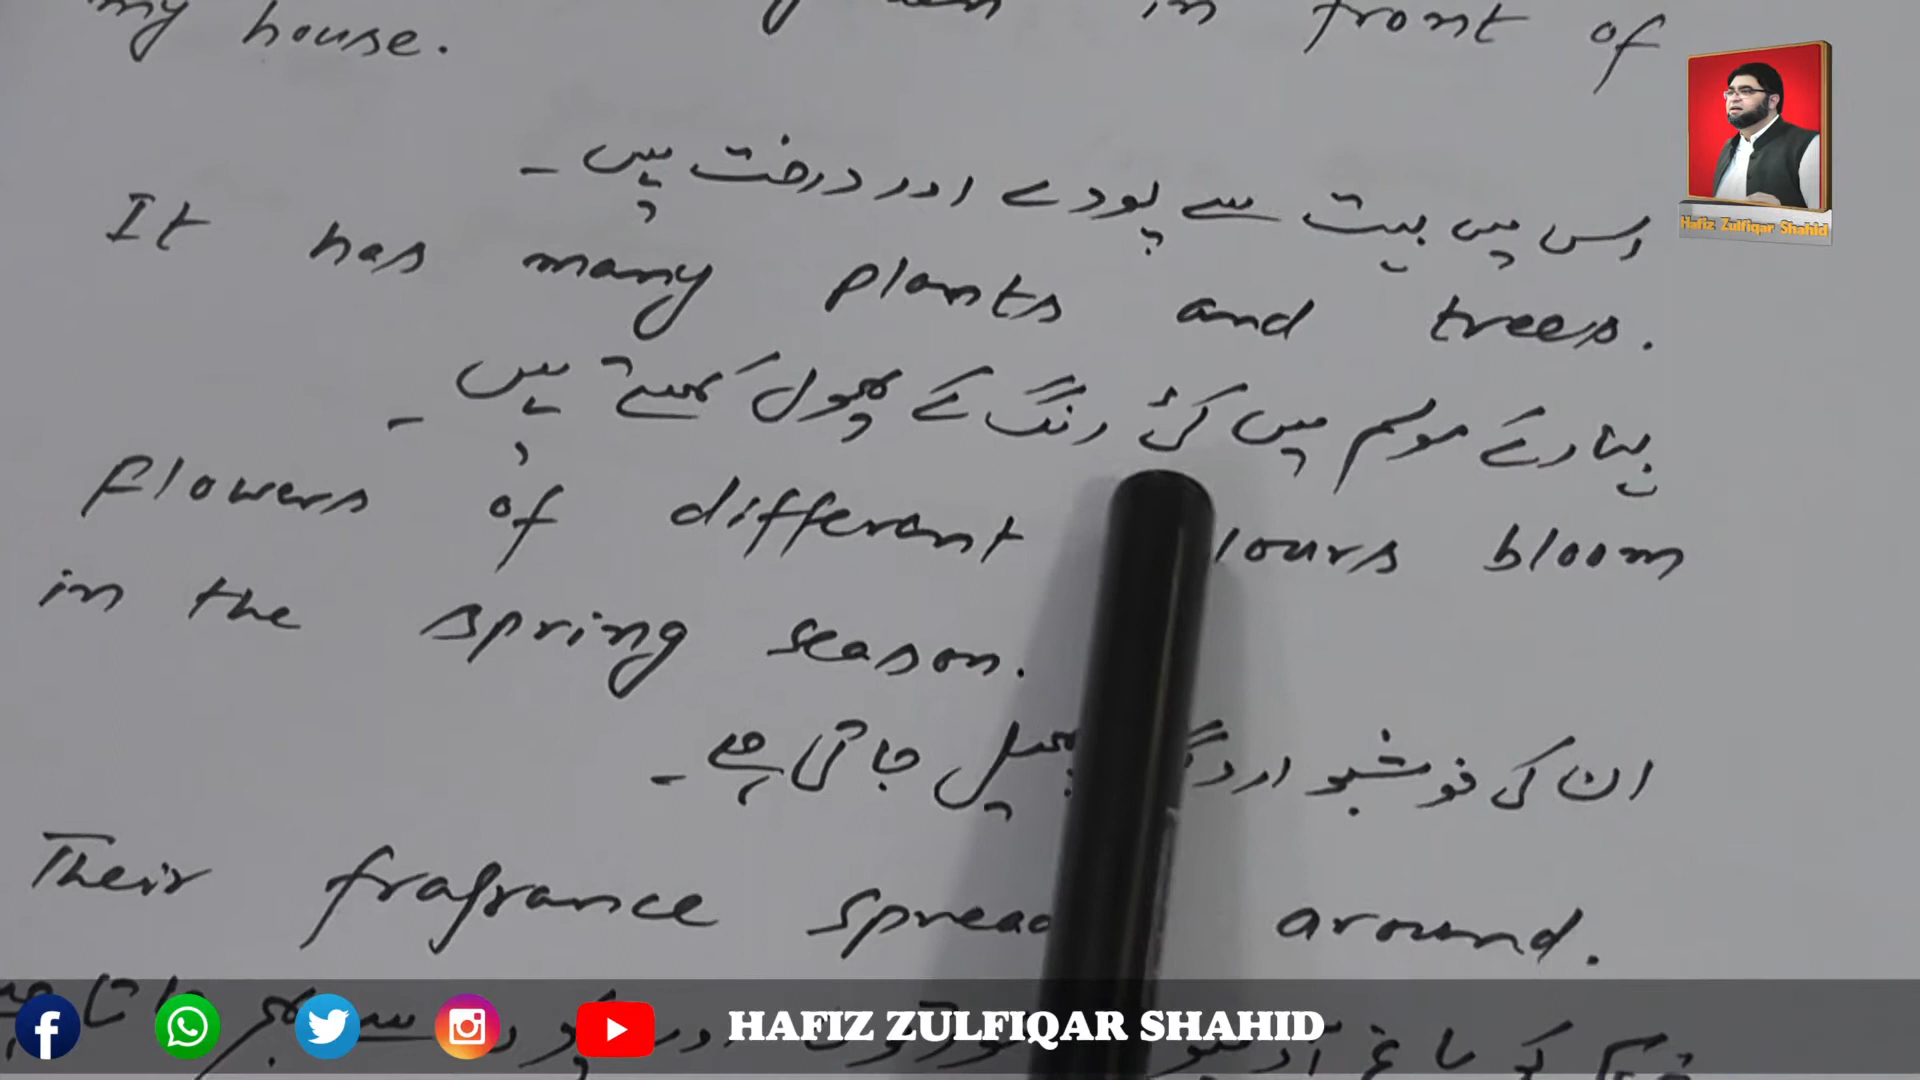 in front of
my house.
Hafiz Zulfiqar Shahid
اس میں بہت سے پودے اور درخت ہیں۔
It has many plants and trees.
بہار کے موسم میں کئی رنگ کے پھول کھلتے ہیں۔
Flowers of different lours bloom
in the spring season.
ان کی خوشبو ارد پھیل جاتی ہے۔
Their fragrance spread around.
HAFIZ ZULFIQAR SHAHID